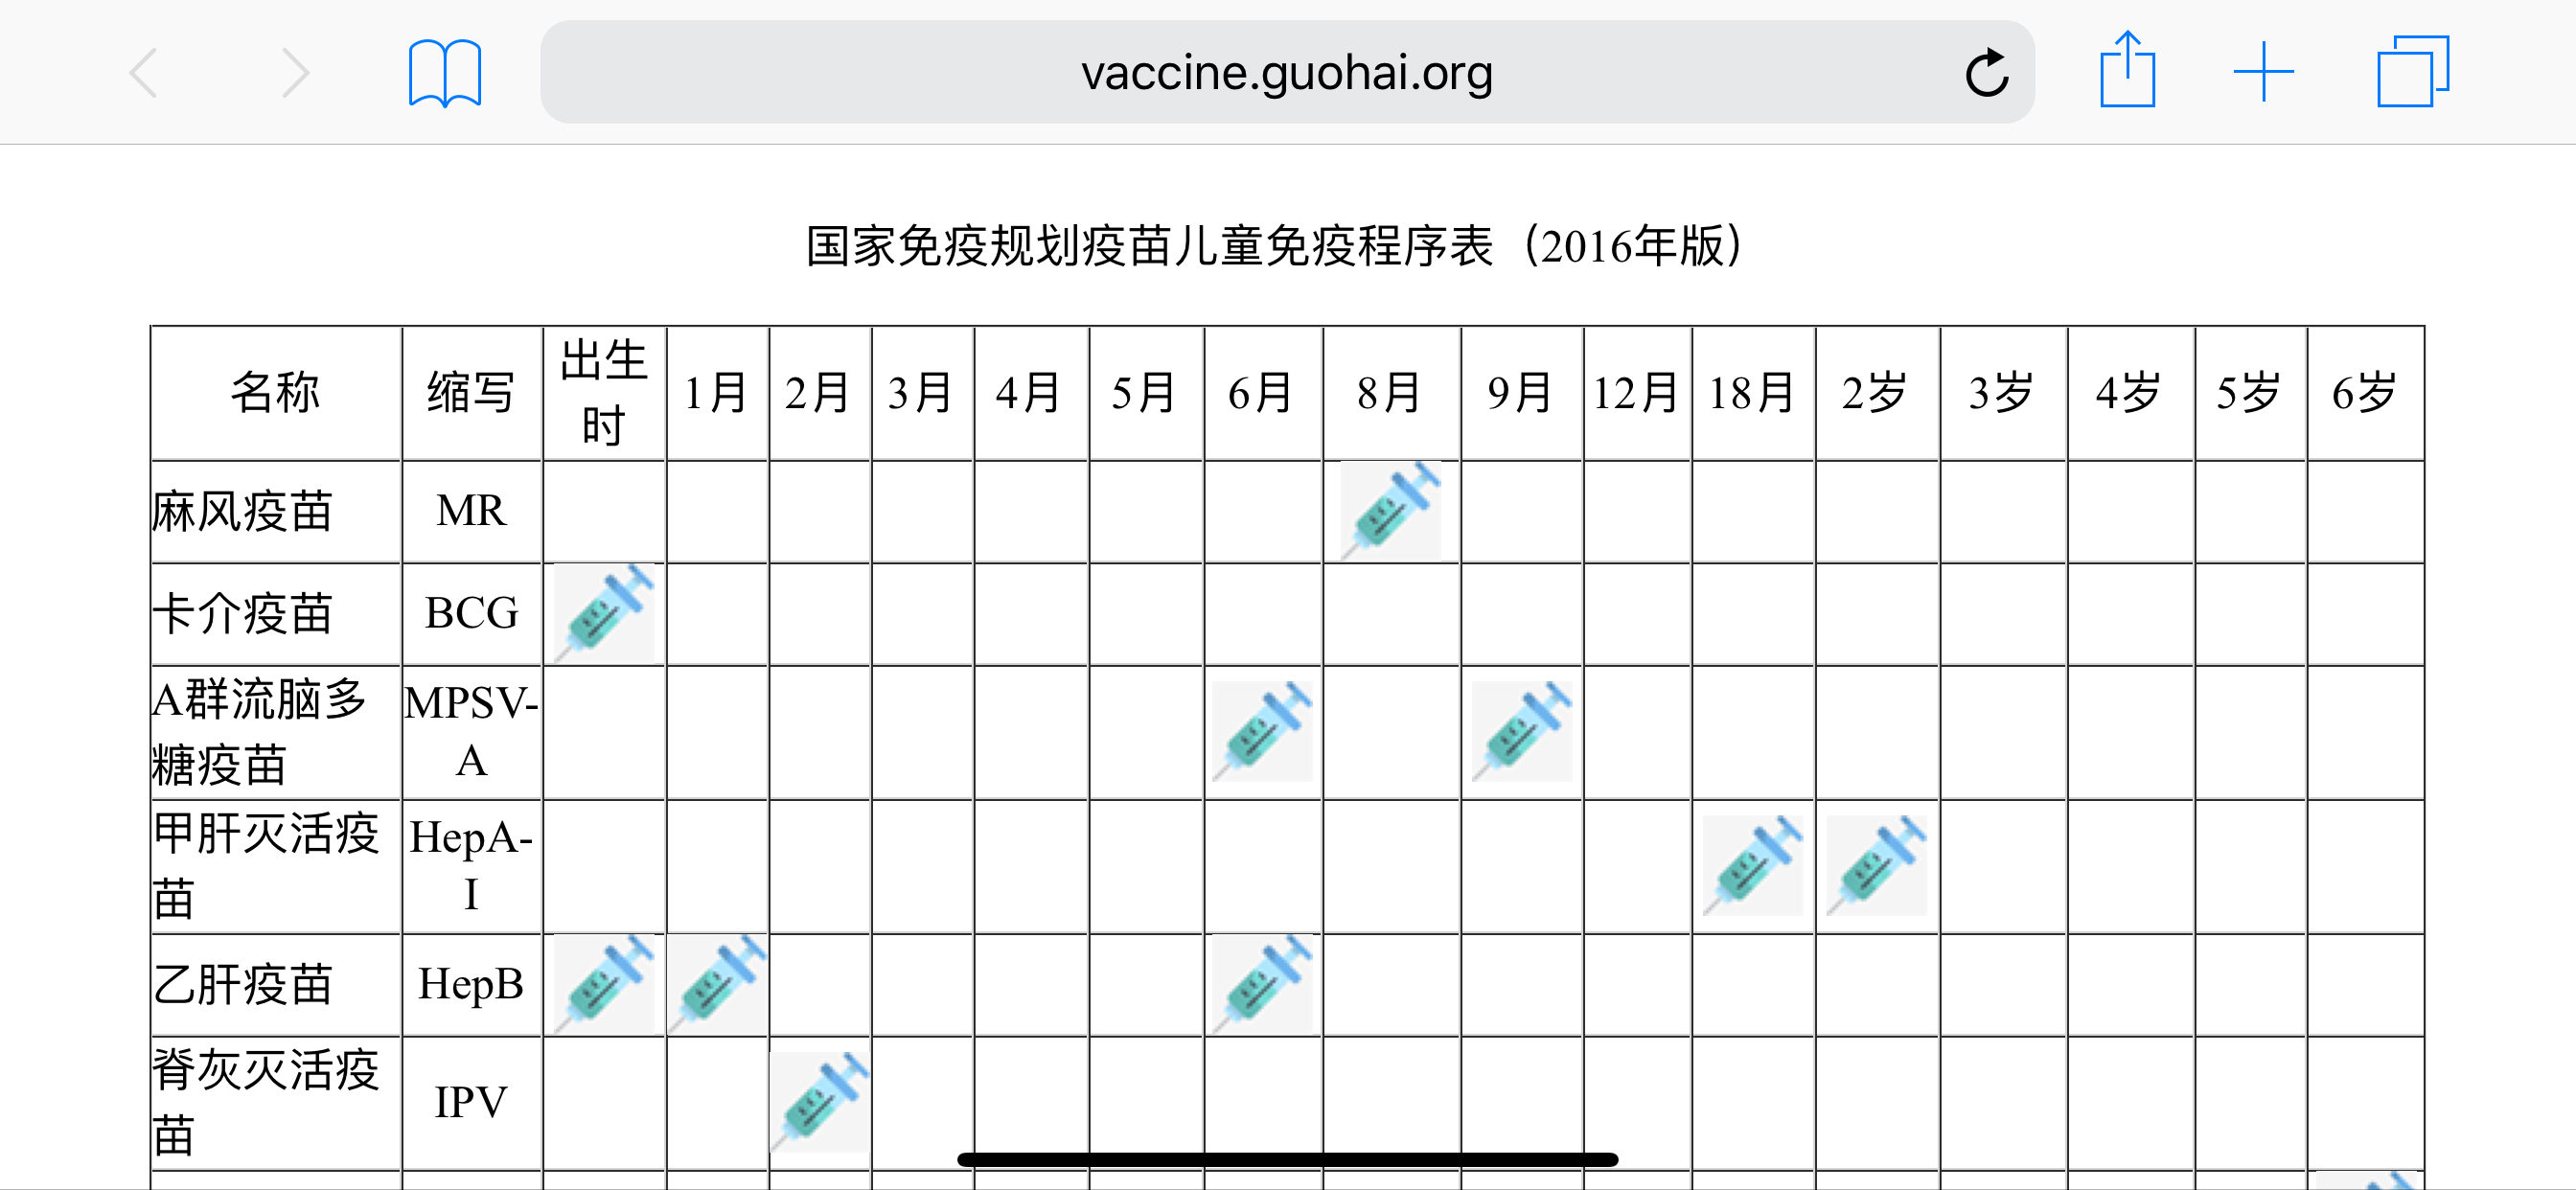 vaccine.guohai.org
国家免疫规划疫苗儿童免疫程序表（2016年版）
名称 缩写 出生时 1月 2月 3月 4月 5月 6月 8月 9月 12月 18月 2岁 3岁 4岁 5岁 6岁
麻风疫苗 MR
卡介疫苗 BCG
A群流脑多糖疫苗 MPSV-A
甲肝灭活疫苗 HepA-I
乙肝疫苗 HepB
脊灰灭活疫苗 IPV